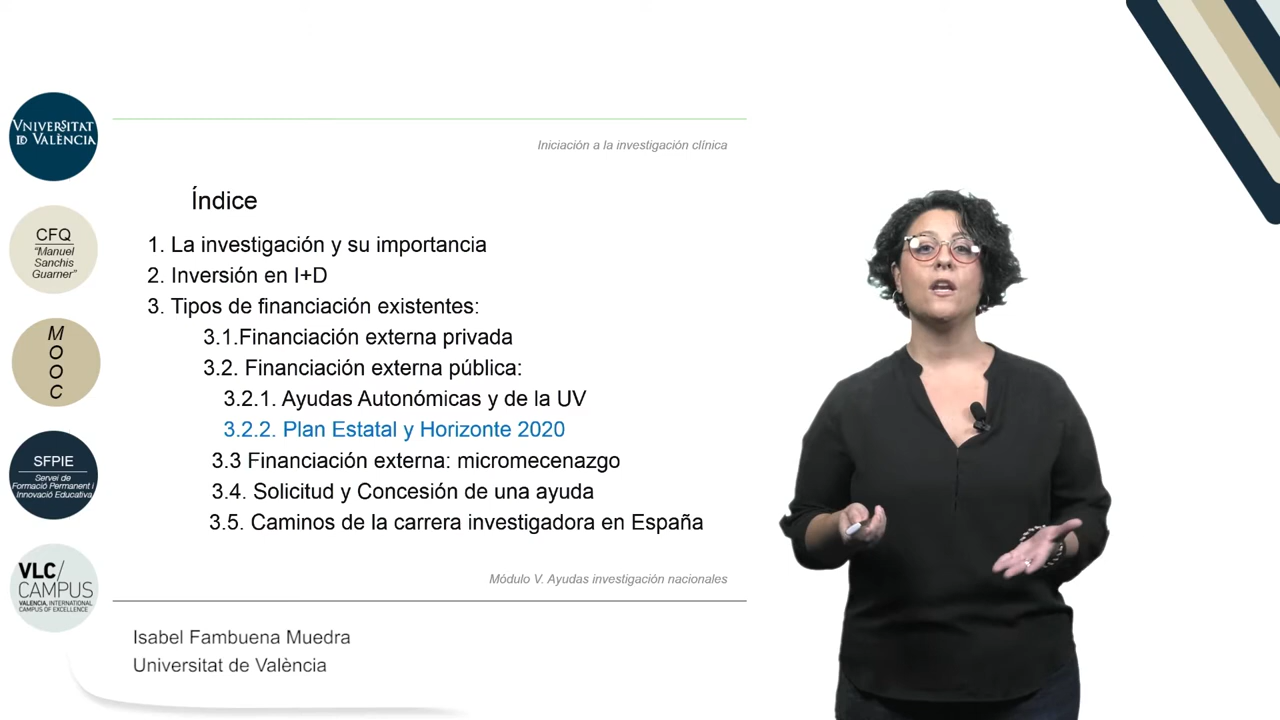 VNIVERSITAT
ID VALÈNCIA
CFQ
"Manuel
Sanchis
Guarner"
M
O
O
C
SFPIE
Servei de
Formació Permanent i
Innovació Educativa
VLC/
CAMPUS
VALENCIA, INTERNATIONAL
CAMPUS OF EXCELLENCE
Iniciación a la investigación clínica
Índice
1. La investigación y su importancia
2. Inversión en I+D
3. Tipos de financiación existentes:
3.1.Financiación externa privada
3.2. Financiación externa pública:
3.2.1. Ayudas Autonómicas y de la UV
3.2.2. Plan Estatal y Horizonte 2020
3.3 Financiación externa: micromecenazgo
3.4. Solicitud y Concesión de una ayuda
3.5. Caminos de la carrera investigadora en España
Módulo V. Ayudas investigación nacionales
Isabel Fambuena Muedra
Universitat de València